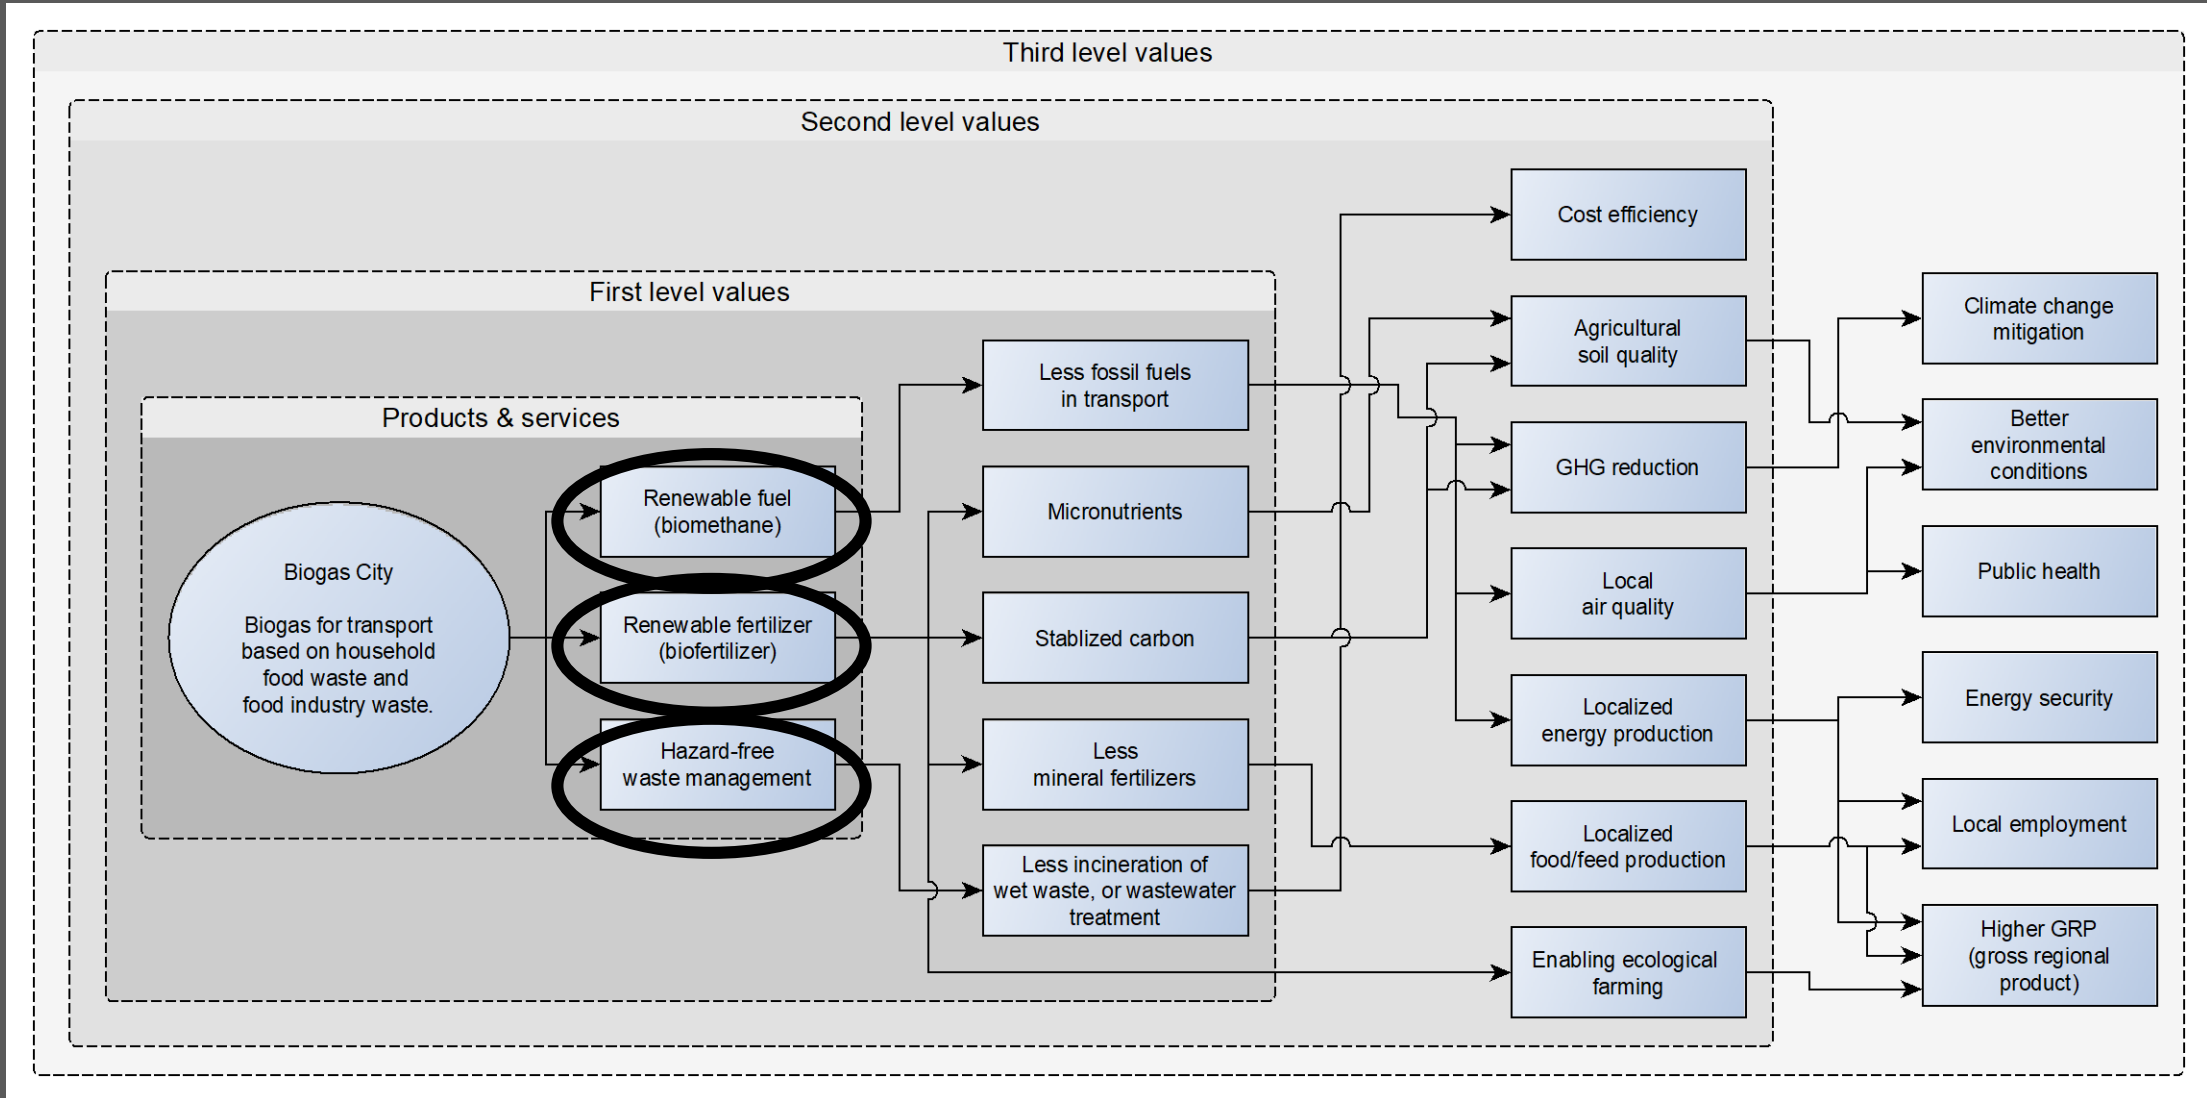 Third level values
Second level values
First level values
Products & services
Biogas City
Biogas for transport
based on household
food waste and
food industry waste.
Renewable fuel
(biomethane)
Renewable fertilizer
(biofertilizer)
Hazard-free
waste management
Less fossil fuels
in transport
Micronutrients
Stablized carbon
Less
mineral fertilizers
Less incineration of
wet waste, or wastewater
treatment
Cost efficiency
Agricultural
soil quality
GHG reduction
Local
air quality
Localized
energy production
Localized
food/feed production
Enabling ecological
farming
Climate change
mitigation
Better
environmental
conditions
Public health
Energy security
Local employment
Higher GRP
(gross regional
product)